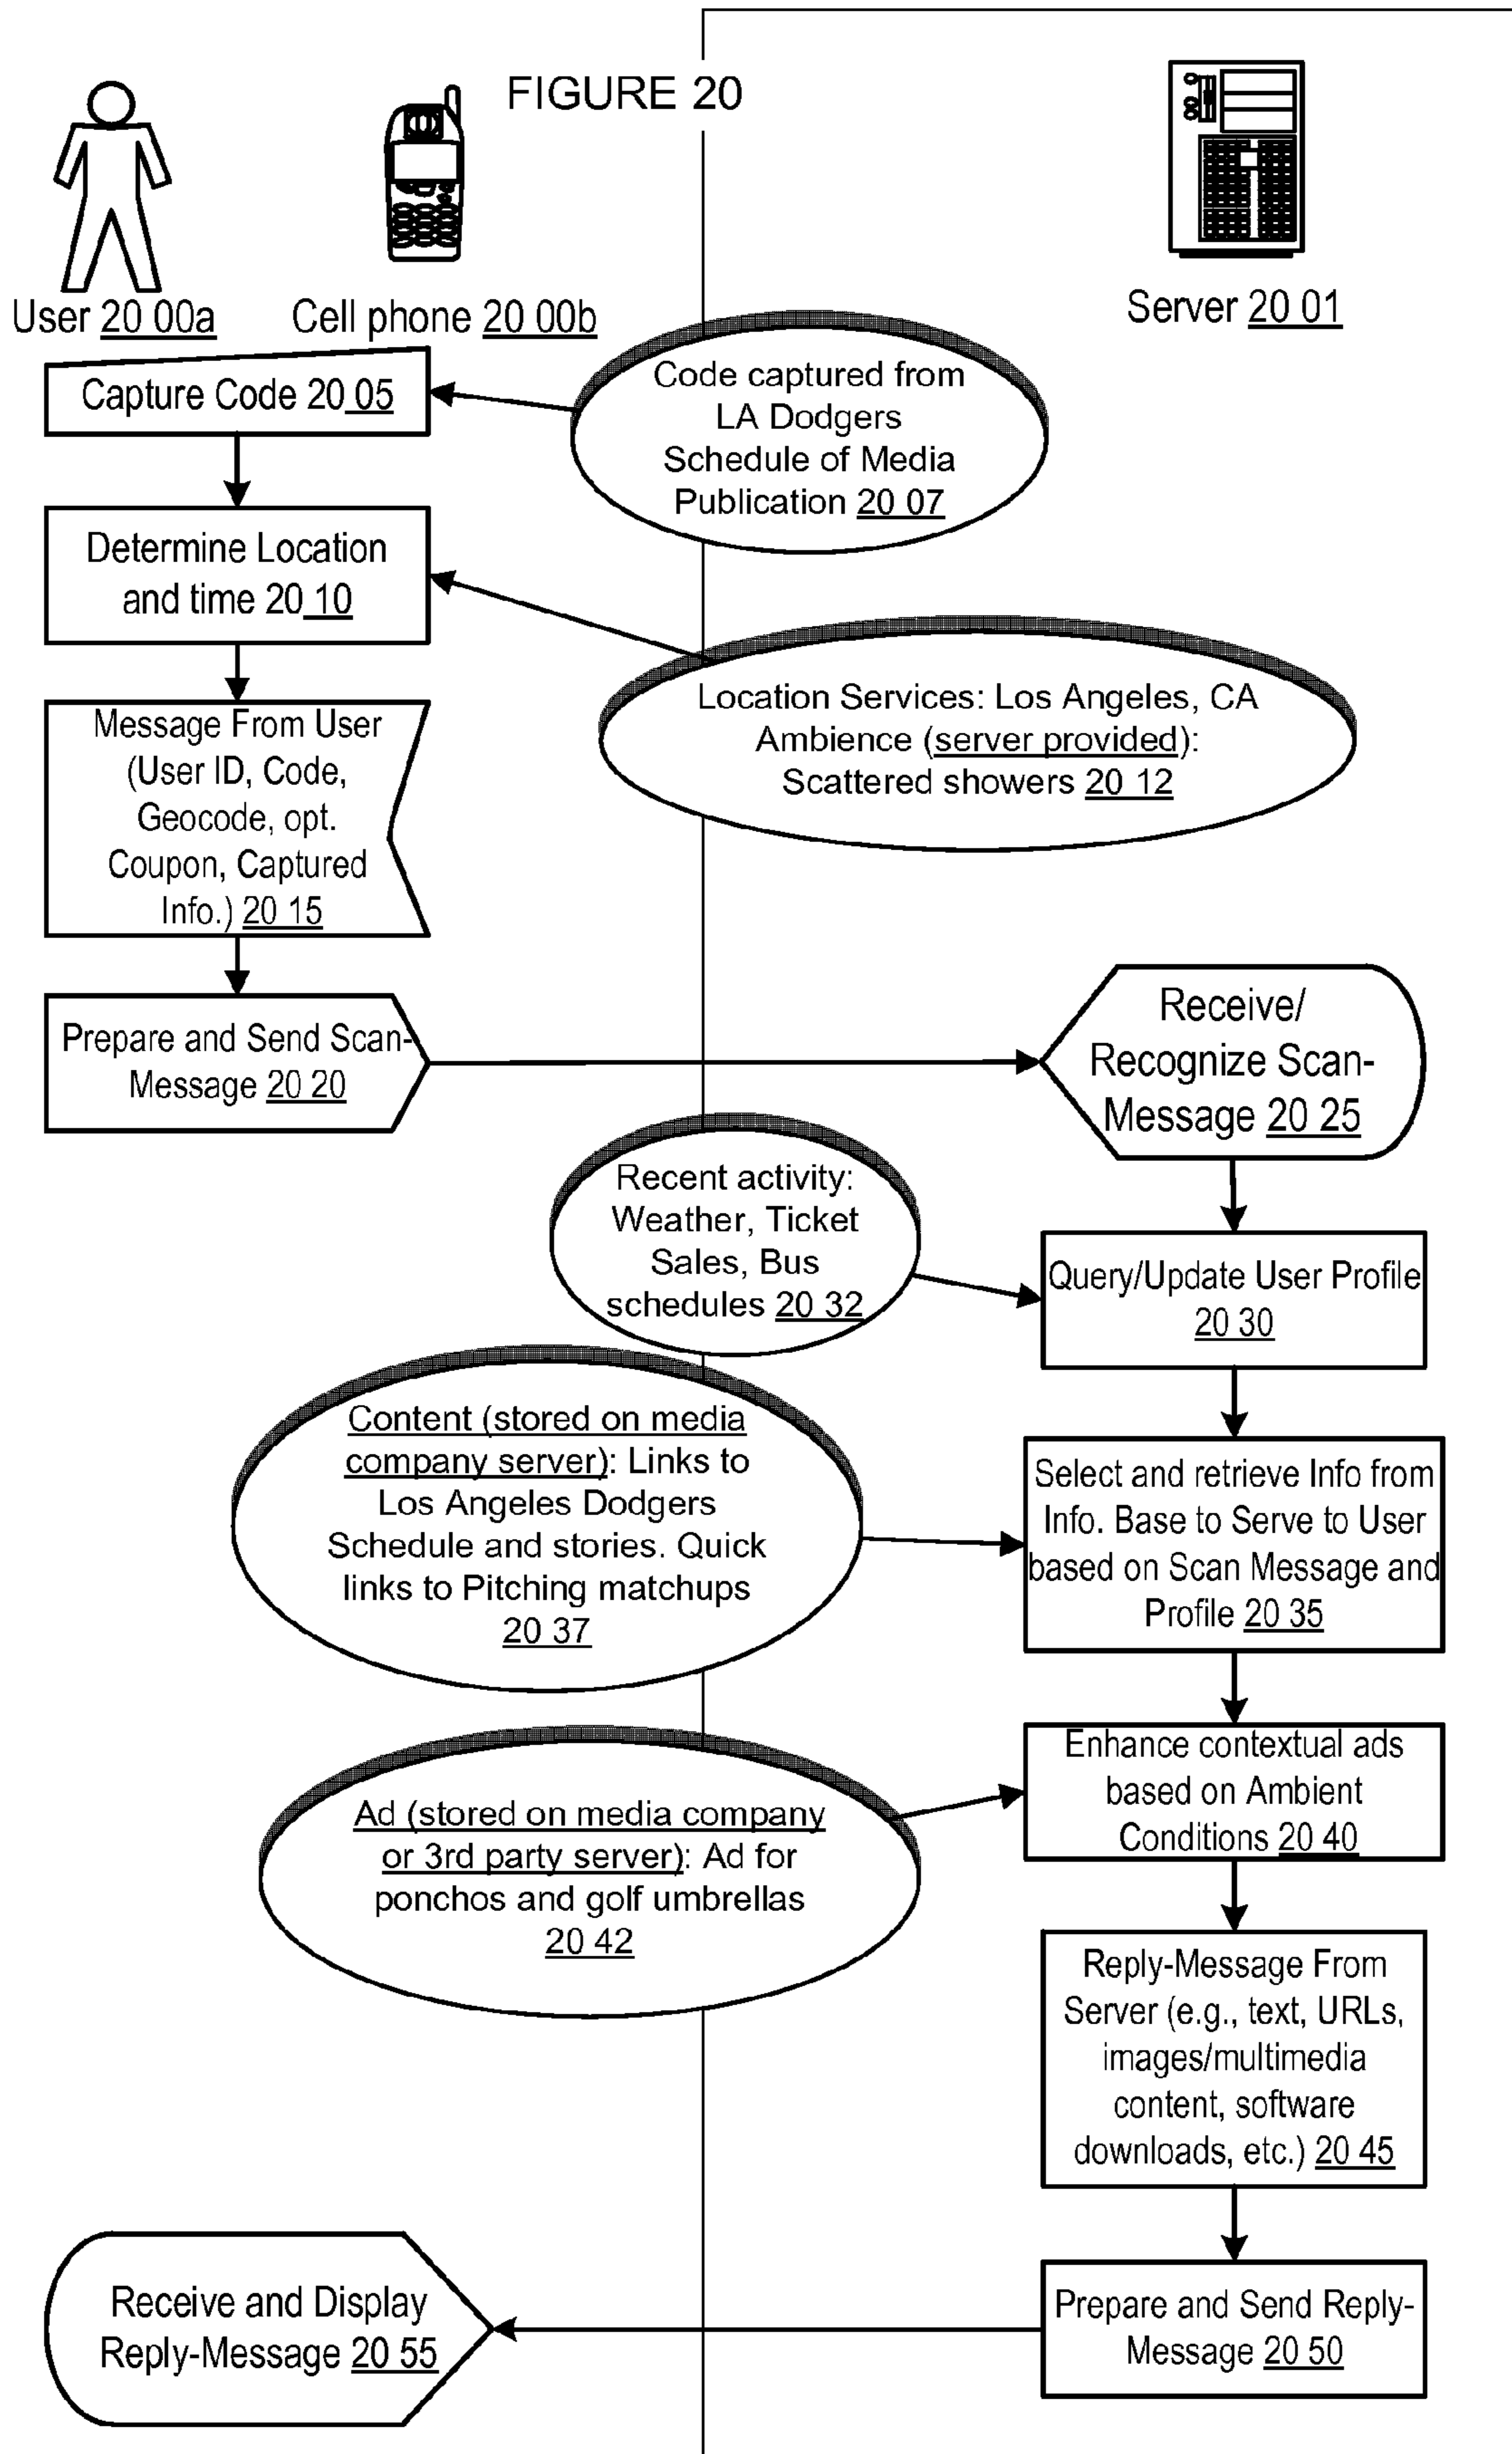 FIGURE 20
User 20 00a
Cell phone 20 00b
Server 20 01
Capture Code 20 05
Code captured from
LA Dodgers
Schedule of Media
Publication 20 07
Determine Location
and time 20 10
Location Services: Los Angeles, CA
Ambience (server provided):
Scattered showers 20 12
Message From User
(User ID, Code,
Geocode, opt.
Coupon, Captured
Info.) 20 15
Prepare and Send Scan-
Message 20 20
Receive/
Recognize Scan-
Message 20 25
Recent activity:
Weather, Ticket
Sales, Bus
schedules 20 32
Query/Update User Profile
20 30
Content (stored on media
company server): Links to
Los Angeles Dodgers
Schedule and stories. Quick
links to Pitching matchups
20 37
Select and retrieve Info from
Info. Base to Serve to User
based on Scan Message and
Profile 20 35
Ad (stored on media company
or 3rd party server): Ad for
ponchos and golf umbrellas
20 42
Enhance contextual ads
based on Ambient
Conditions 20 40
Reply-Message From
Server (e.g., text, URLs,
images/multimedia
content, software
downloads, etc.) 20 45
Prepare and Send Reply-
Message 20 50
Receive and Display
Reply-Message 20 55